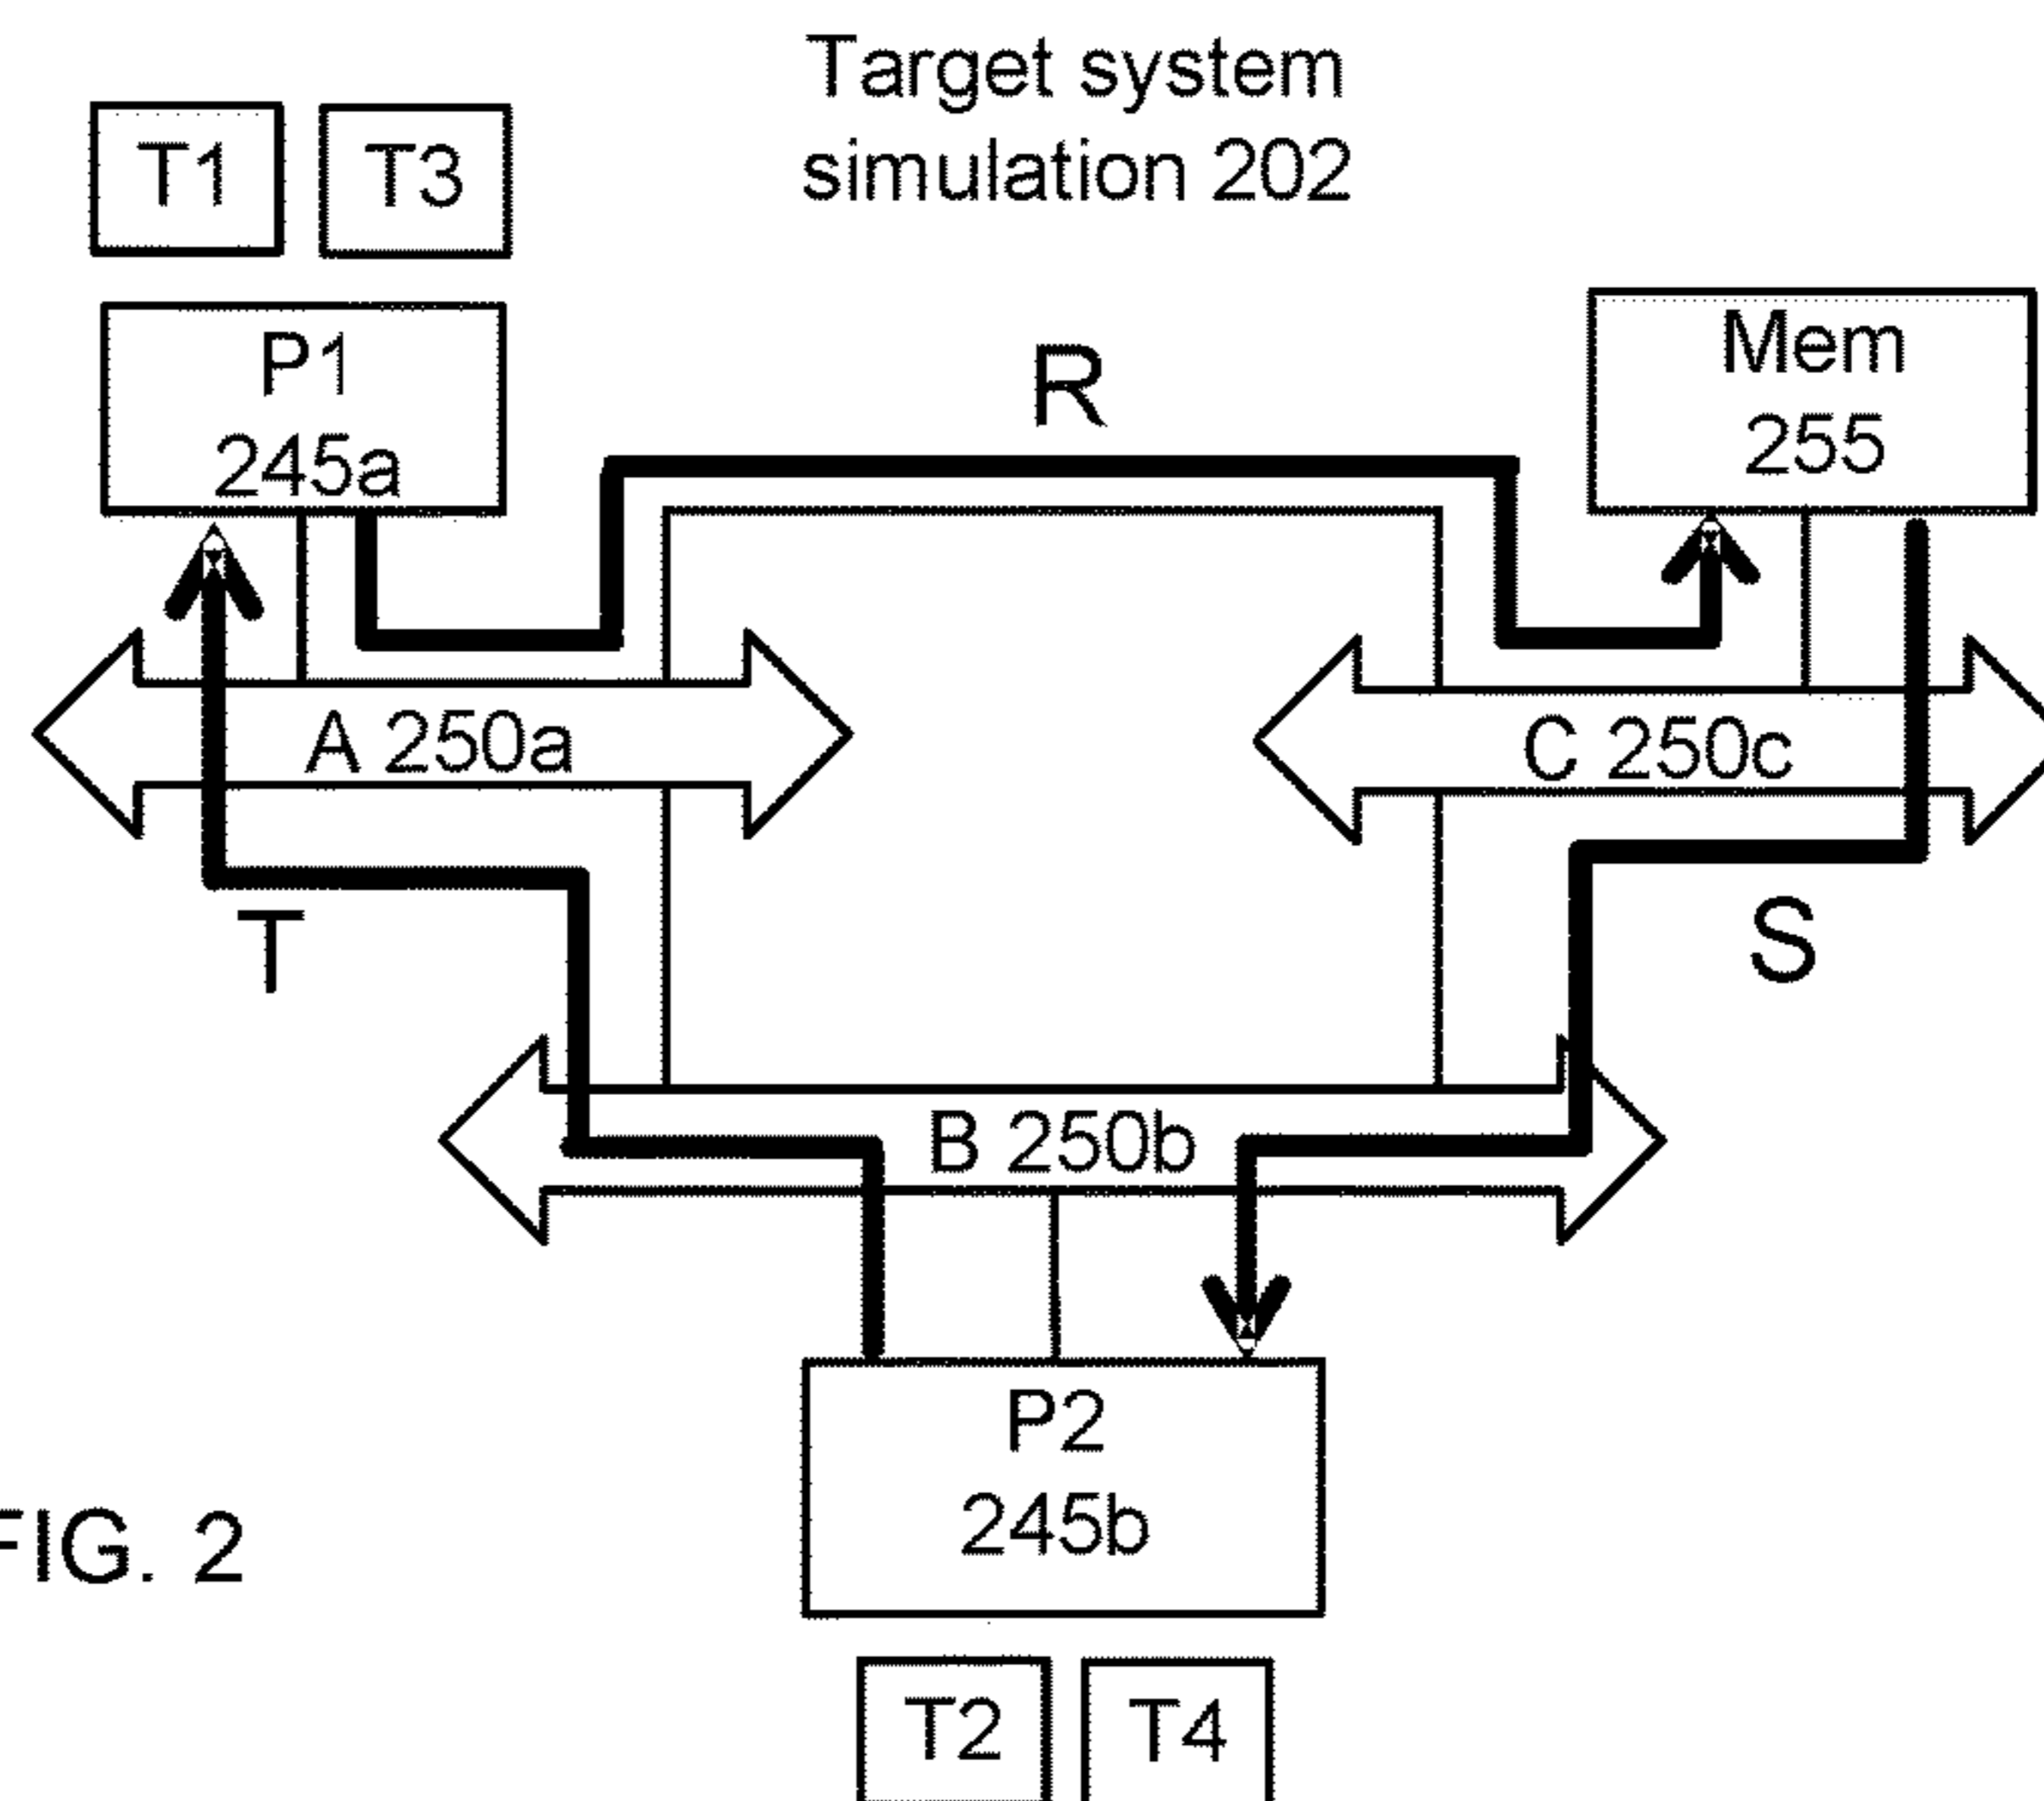 Target system
simulation 202
T1
T3
P1
245a
R
Mem
255
A 250a
C 250c
T
S
B 250b
P2
245b
FIG. 2
T2
T4